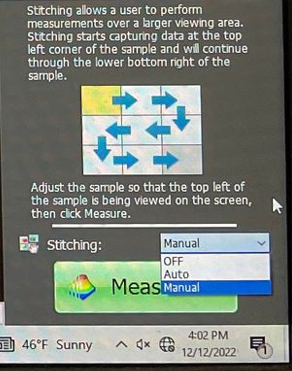 Stitching allows a user to perform
measurements over a larger viewing area.
Stitching starts capturing data at the top
left corner of the sample and will continue
through the lower bottom right of the
sample.
Adjust the sample so that the top left of
the sample is being viewed on the screen,
then click Measure.
Stitching:
Manual
OFF
Auto
Manual
46°F Sunny
4:02 PM
12/12/2022
1